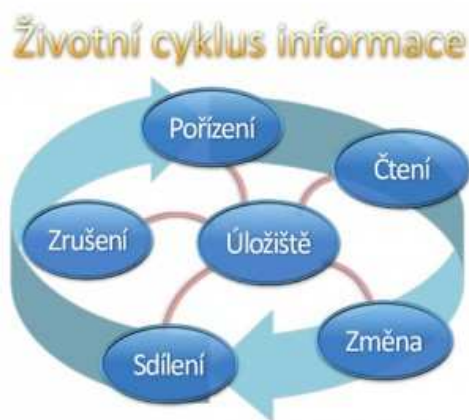 Životní cyklus informace
Pořízení
Čtení
Zrušení
Úložiště
Změna
Sdílení